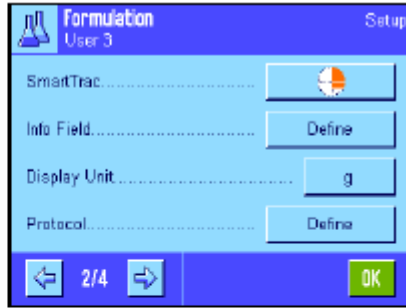 Formulation
Setup
User 3
SmartTrac..............................
Define
Info Field..............................
Display Unit..............................
g
Protocol..............................
Define
2/4
OK